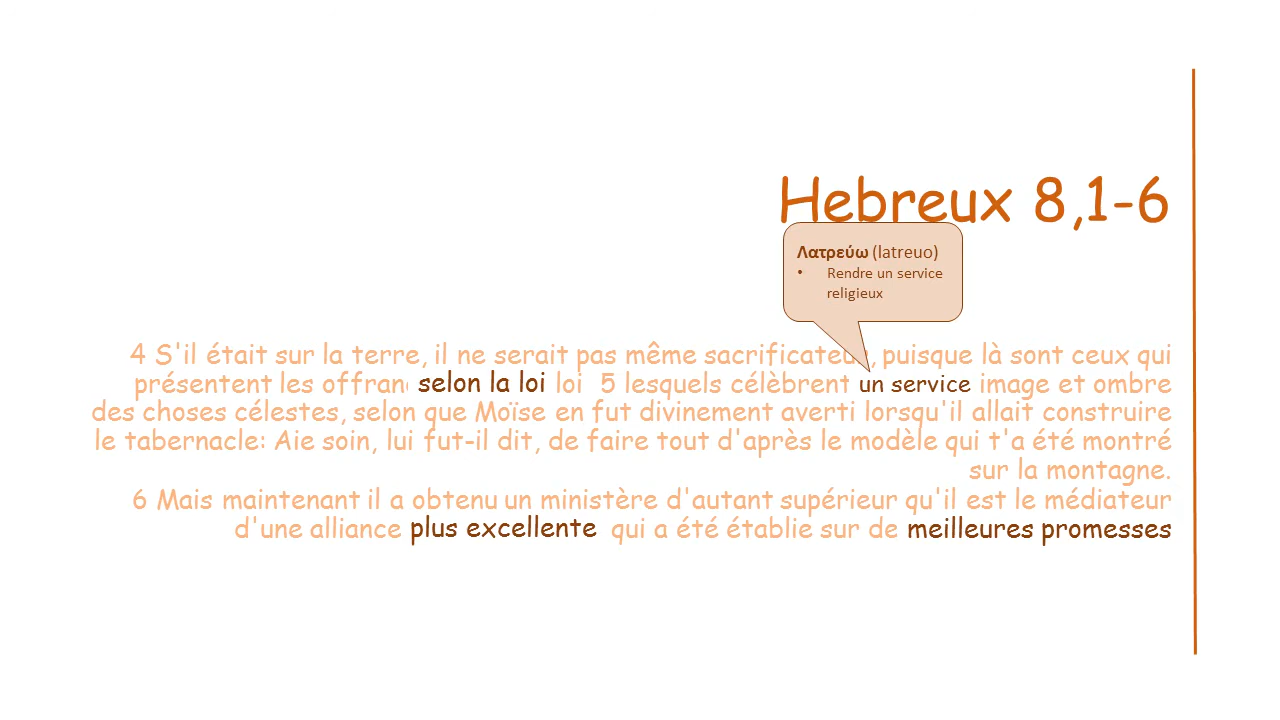 Hebreux 8,1-6
Λατρεύω (latreuo)
• Rendre un service
religieux
4 S'il était sur la terre, il ne serait pas même puisque là sont ceux qui
présentent les selon la loi loi 5 lesquels célèbrent un service image et ombre
des choses célestes, selon que Moïse en fut divinement averti lorsqu'il allait construire
le tabernacle: Aie soin, lui fut-il dit, de faire tout d'après le modèle qui t'a été montré
sur la montagne.
6 Mais maintenant il a obtenu un ministère d'autant supérieur qu'il est le médiateur
d'une alliance plus excellente qui a été établie sur de meilleures promesses